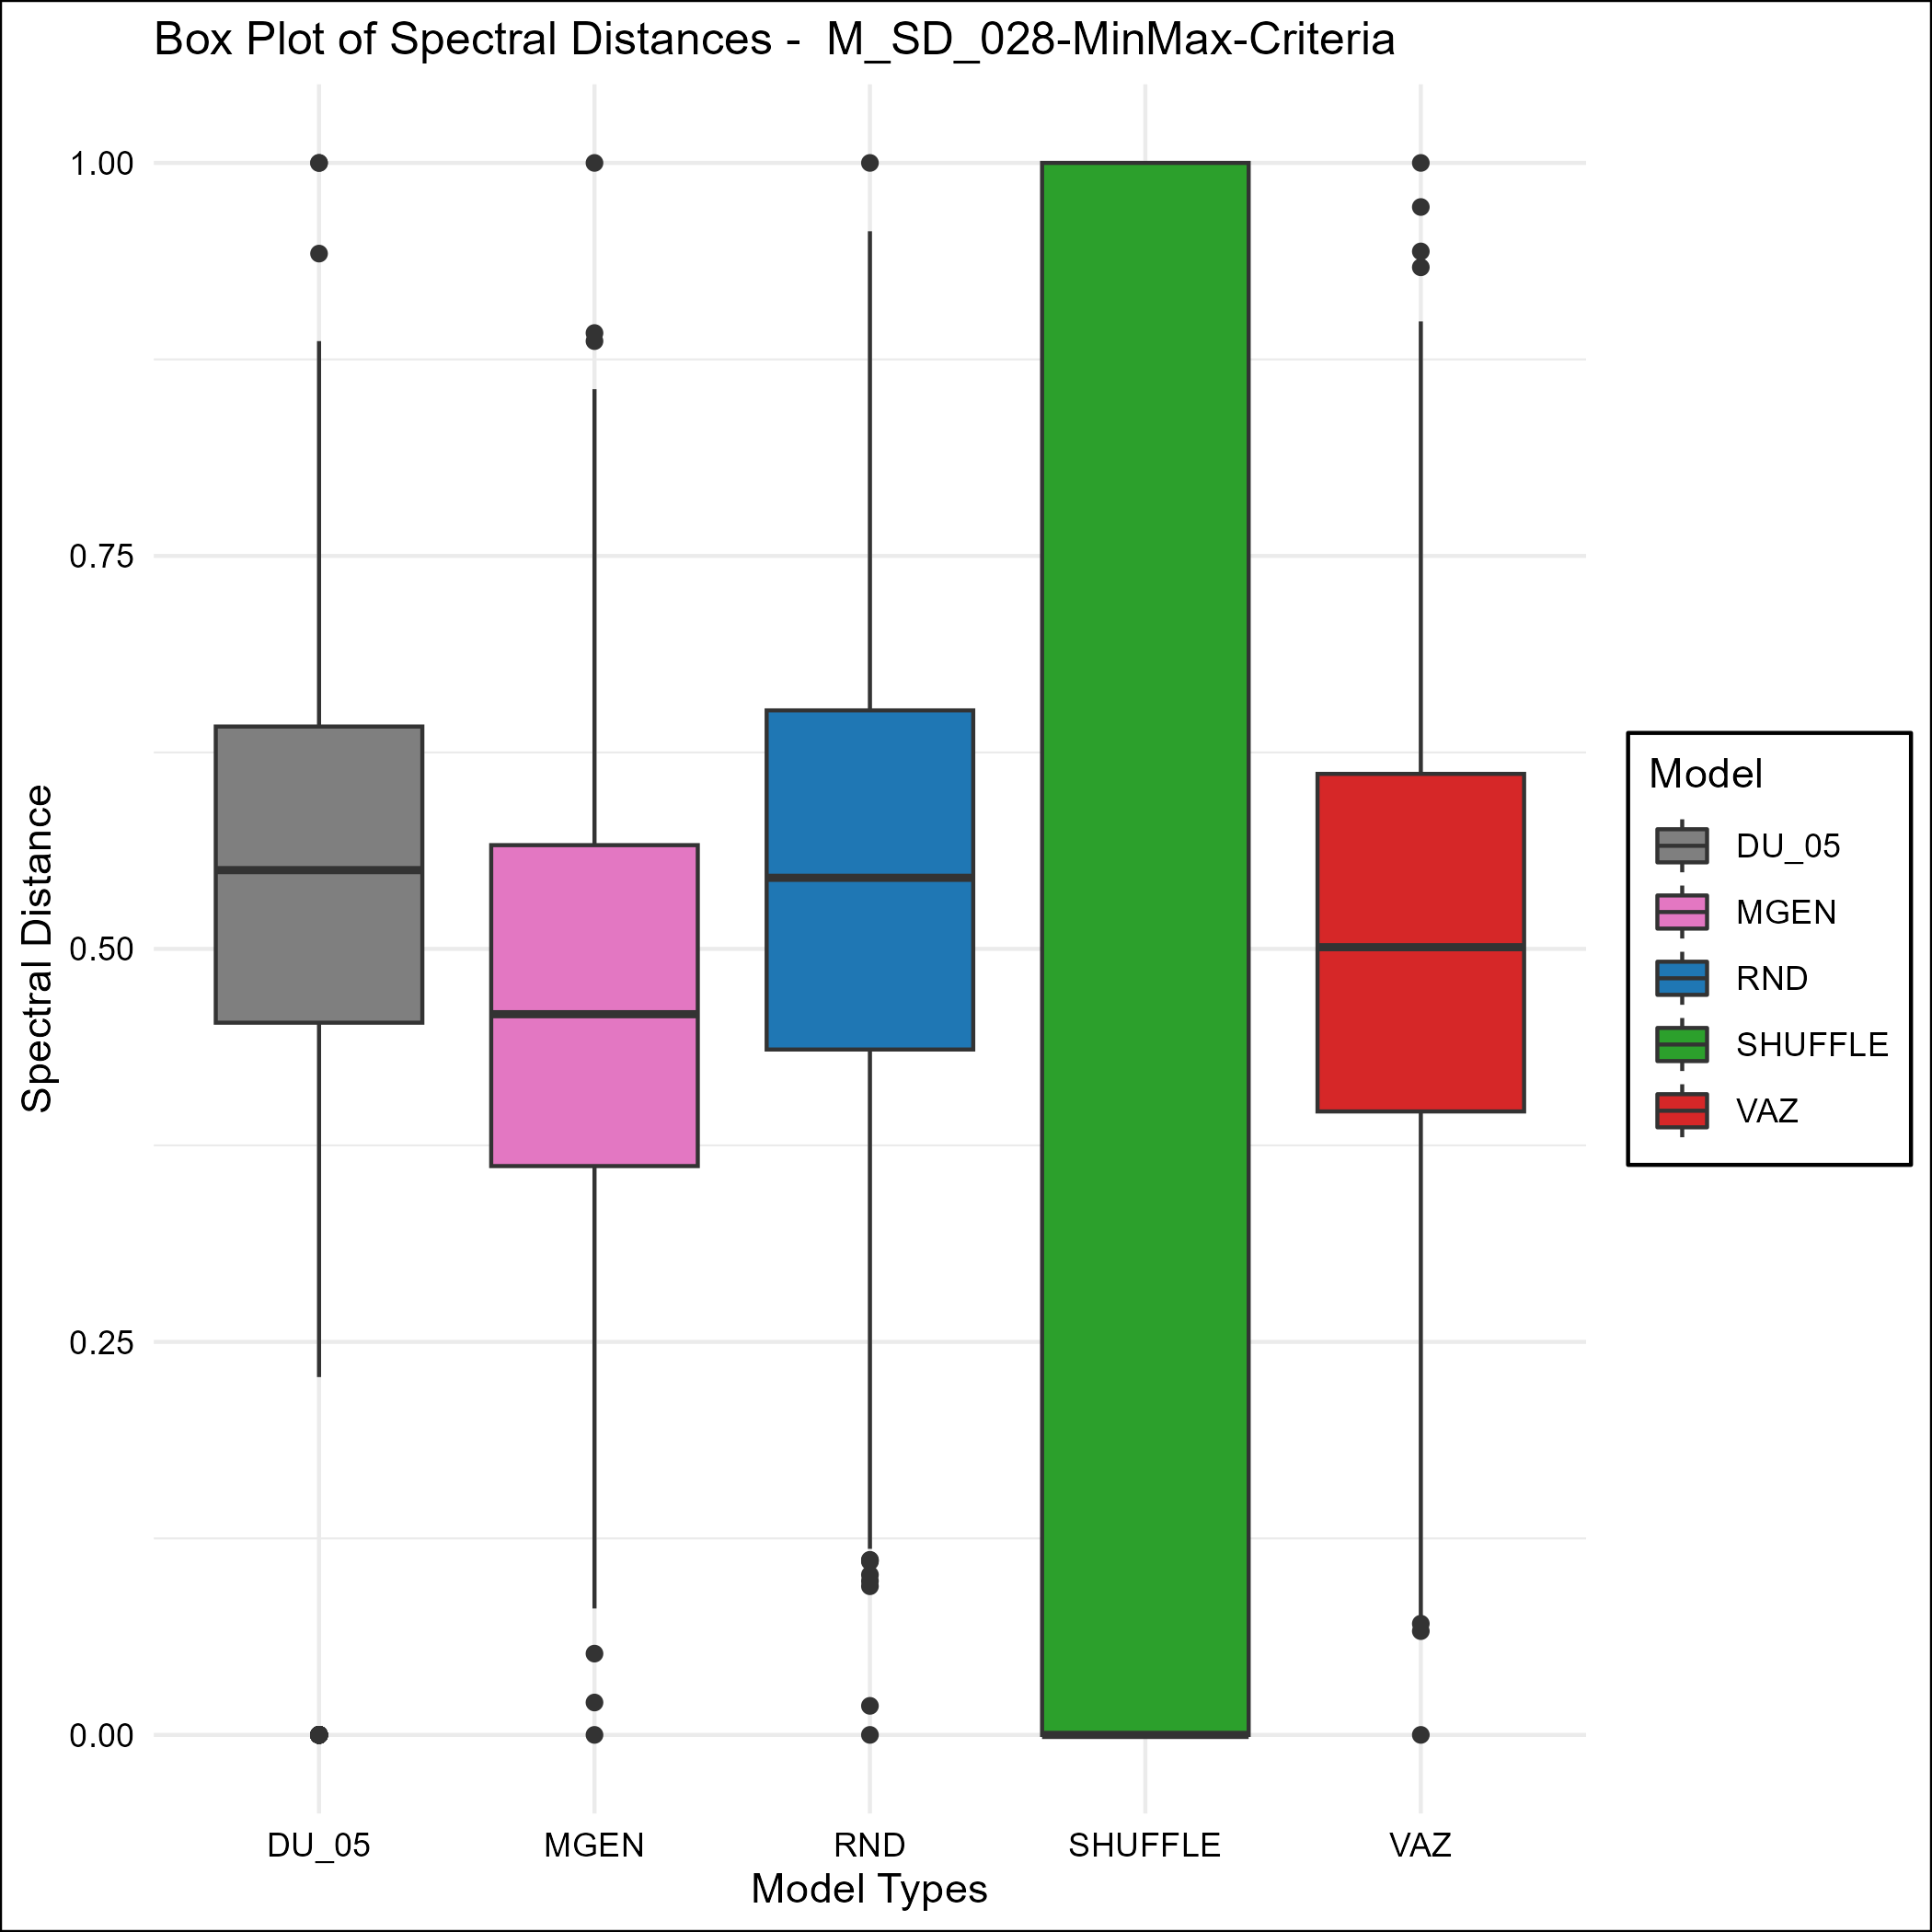 Box Plot of Spectral Distances -  M_SD_028-MinMax-Criteria
1.00
0.75
0.50
0.25
0.00
Spectral Distance
DU_05
MGEN
RND
SHUFFLE
VAZ
Model Types
Model
DU_05
MGEN
RND
SHUFFLE
VAZ